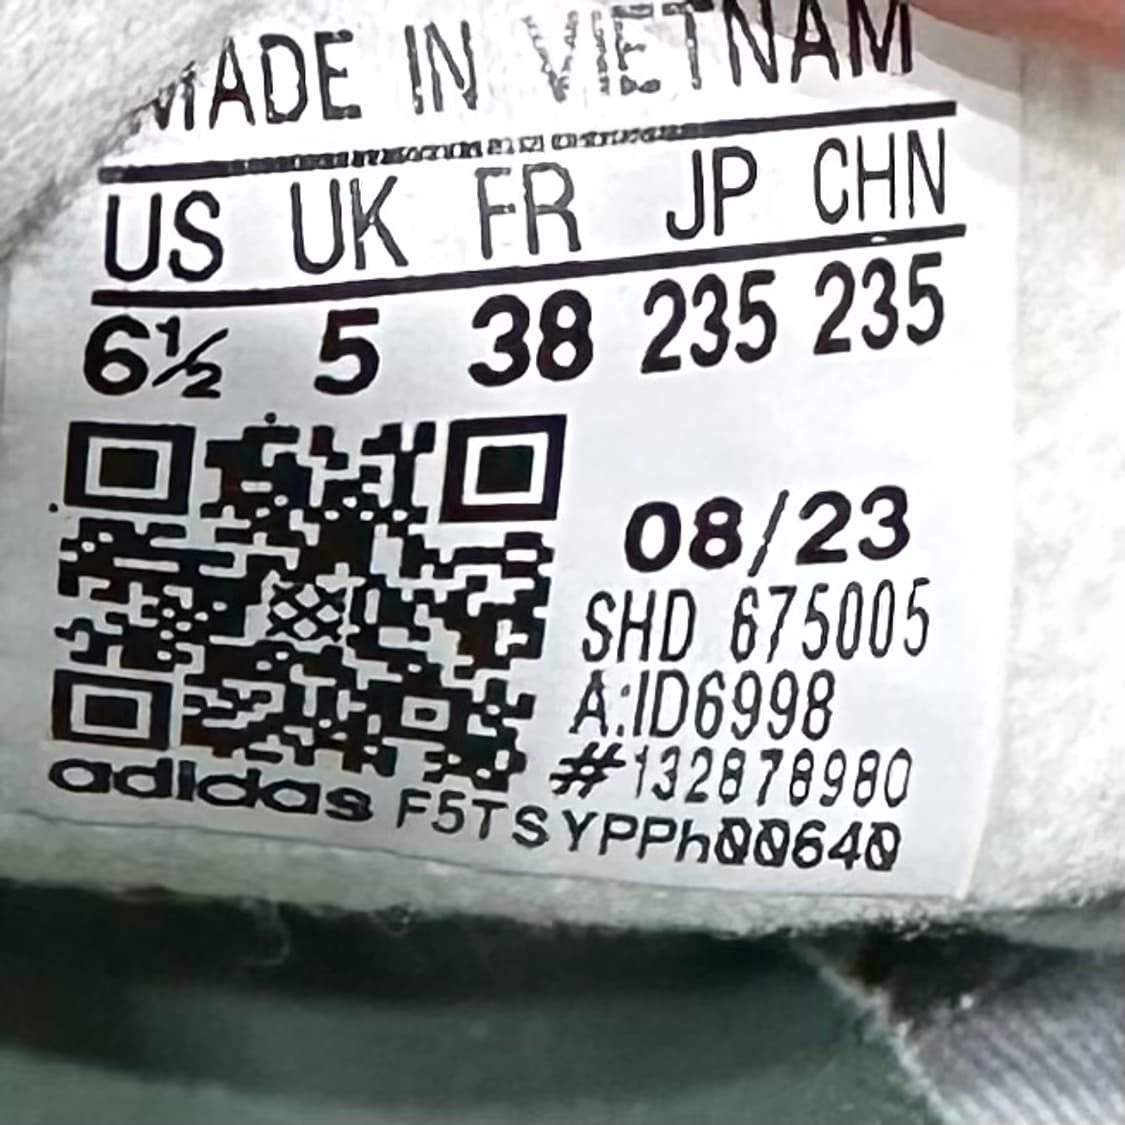 MADE IN VIETNAM
US UK FR JP CHN
6½ 5 38 235 235
08/23
SHD 675005
A:ID6998
#132878980
adidas F5TSYPPh00640